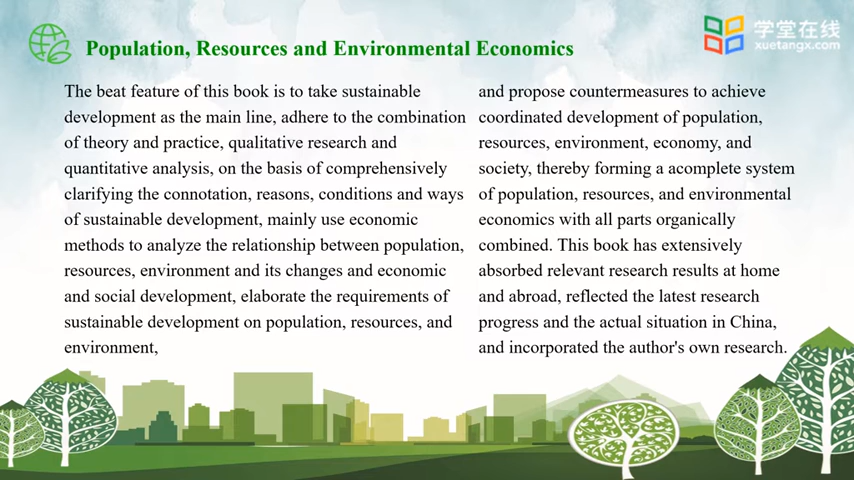 Population, Resources and Environmental Economics
学堂在线
xuetangx.com
The beat feature of this book is to take sustainable
development as the main line, adhere to the combination
of theory and practice, qualitative research and
quantitative analysis, on the basis of comprehensively
clarifying the connotation, reasons, conditions and ways
of sustainable development, mainly use economic
methods to analyze the relationship between population,
resources, environment and its changes and economic
and social development, elaborate the requirements of
sustainable development on population, resources, and
environment,
and propose countermeasures to achieve
coordinated development of population,
resources, environment, economy, and
society, thereby forming a acomplete system
of population, resources, and environmental
economics with all parts organically
combined. This book has extensively
absorbed relevant research results at home
and abroad, reflected the latest research
progress and the actual situation in China,
and incorporated the author's own research.